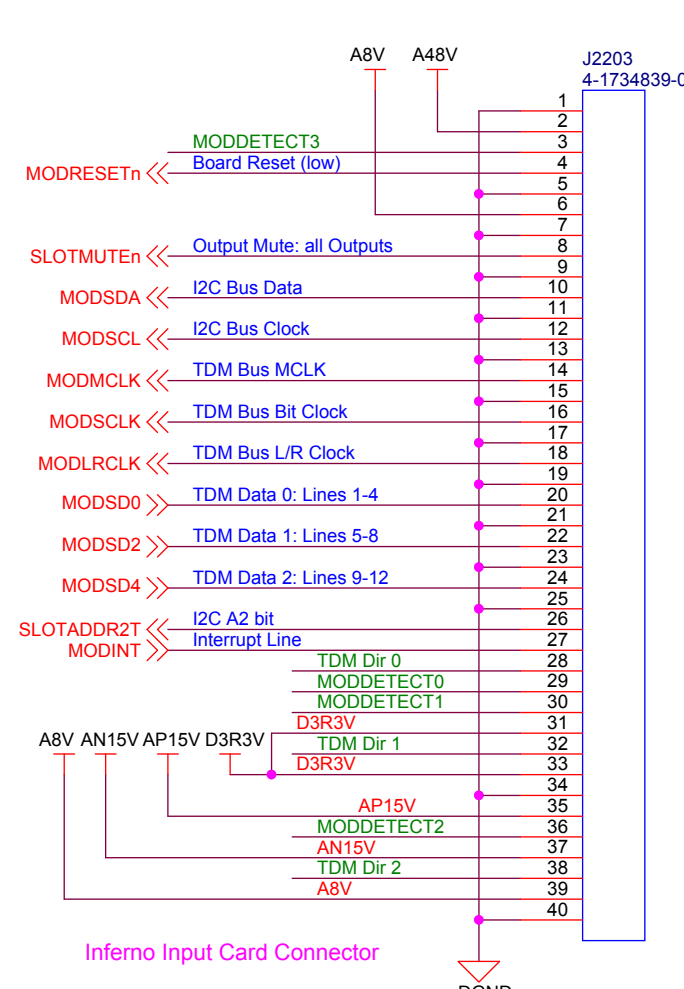 A8V A48V
J2203
4-1734839-0
1
2
MODDETECT3 3
MODRESETn Board Reset (low) 4
5
6
7
SLOTMUTEn Output Mute: all Outputs 8
9
MODSDA I2C Bus Data 10
11
MODSCL I2C Bus Clock 12
13
MODMCLK TDM Bus MCLK 14
15
MODSCLK TDM Bus Bit Clock 16
17
MODLRCLK TDM Bus L/R Clock 18
19
MODSD0 TDM Data 0: Lines 1-4 20
21
MODSD2 TDM Data 1: Lines 5-8 22
23
MODSD4 TDM Data 2: Lines 9-12 24
25
SLOTADDR2T I2C A2 bit 26
MODINT Interrupt Line 27
TDM Dir 0 28
MODDETECT0 29
MODDETECT1 30
D3R3V 31
A8V AN15V AP15V D3R3V TDM Dir 1 32
D3R3V 33
34
AP15V 35
MODDETECT2 36
AN15V 37
TDM Dir 2 38
A8V 39
40
Inferno Input Card Connector